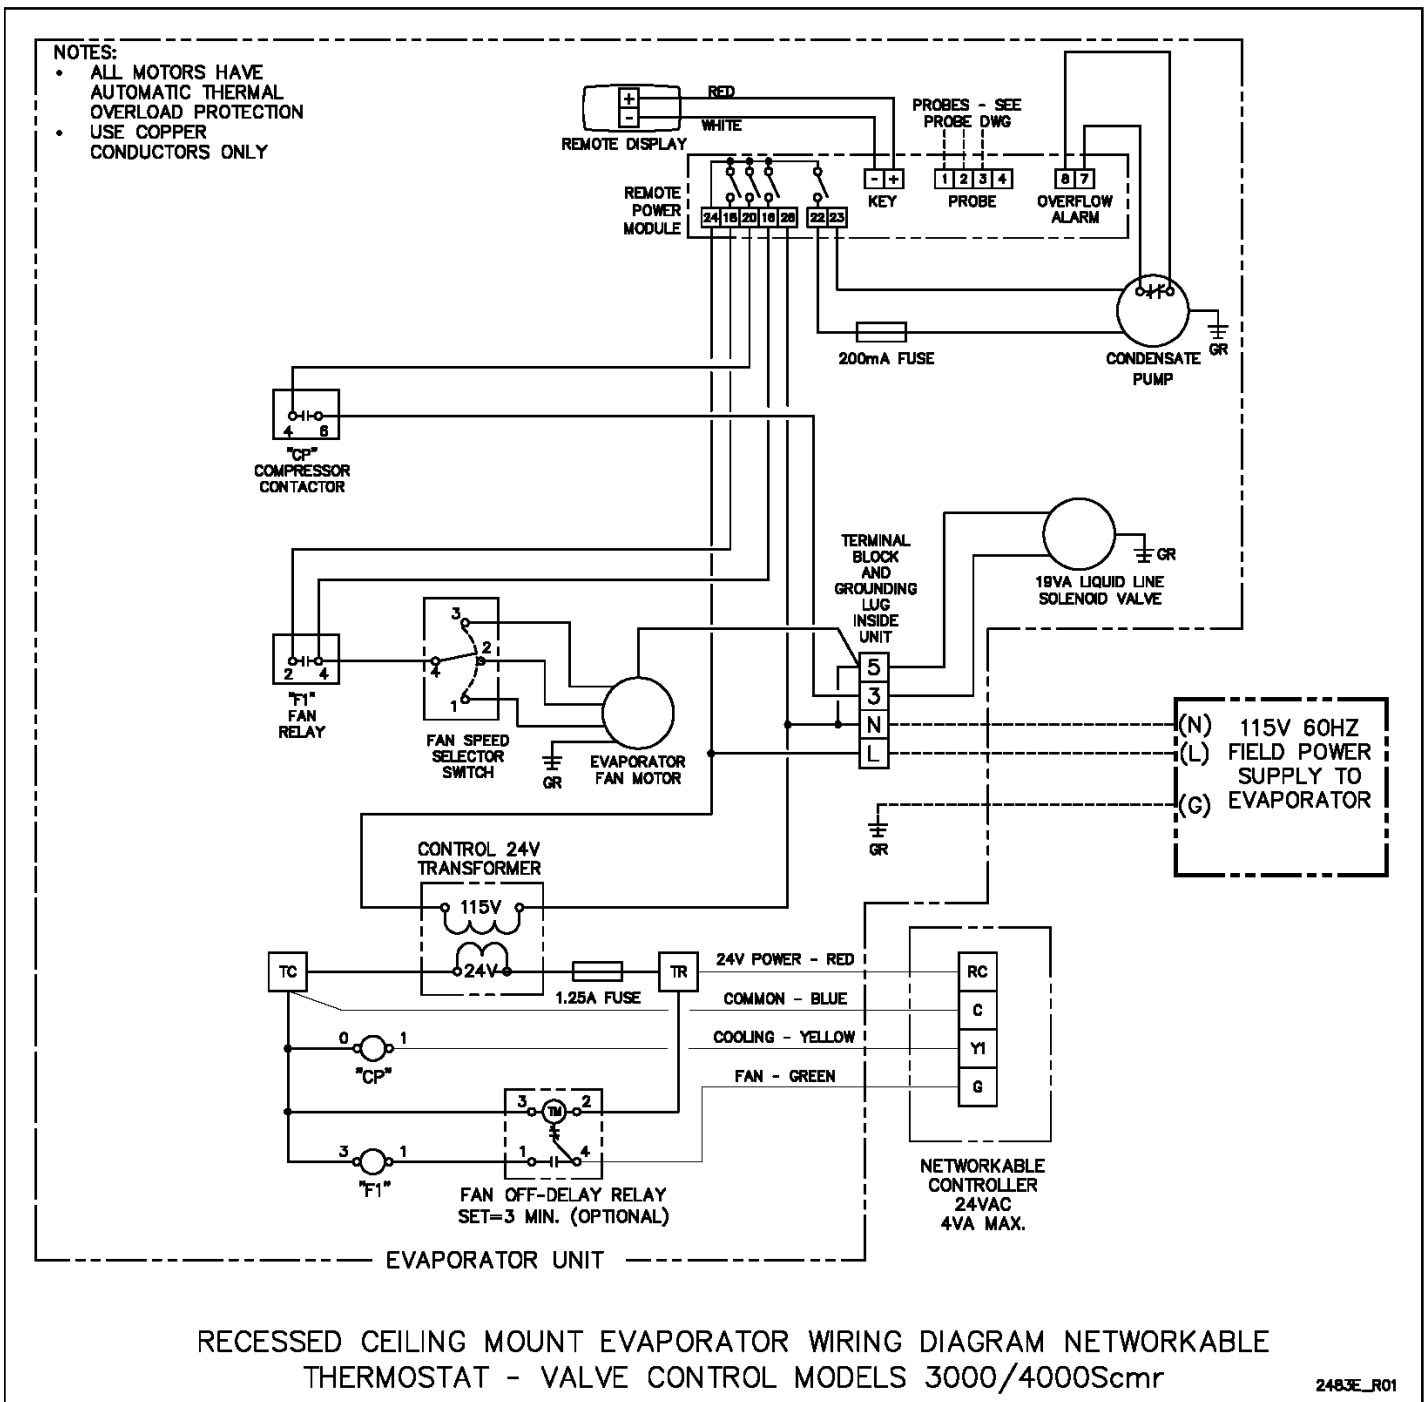 NOTES:
• ALL MOTORS HAVE
AUTOMATIC THERMAL
OVERLOAD PROTECTION
• USE COPPER
CONDUCTORS ONLY
+
-
REMOTE DISPLAY
RED
WHITE
PROBES - SEE
PROBE DWG
REMOTE
POWER
MODULE
24 15 20 16 26
22 23
- +
KEY
1 2 3 4
PROBE
8 7
OVERFLOW
ALARM
200mA FUSE
CONDENSATE
PUMP
GR
4 6
"CP"
COMPRESSOR
CONTACTOR
2 4
"F1"
FAN
RELAY
3
2
4
1
FAN SPEED
SELECTOR
SWITCH
GR
EVAPORATOR
FAN MOTOR
TERMINAL
BLOCK
AND
GROUNDING
LUG
INSIDE
UNIT
5
3
N
L
GR
19VA LIQUID LINE
SOLENOID VALVE
GR
(N)
(L)
(G)
115V 60HZ
FIELD POWER
SUPPLY TO
EVAPORATOR
CONTROL 24V
TRANSFORMER
115V
24V
TC
1.25A FUSE
TR
24V POWER - RED
COMMON - BLUE
COOLING - YELLOW
FAN - GREEN
RC
C
Y1
G
NETWORKABLE
CONTROLLER
24VAC
4VA MAX.
0 1
"CP"
3 TM 2
3 1
"F1"
1 4
FAN OFF-DELAY RELAY
SET=3 MIN. (OPTIONAL)
EVAPORATOR UNIT
RECESSED CEILING MOUNT EVAPORATOR WIRING DIAGRAM NETWORKABLE
THERMOSTAT - VALVE CONTROL MODELS 3000/4000Scmr
2483E_R01